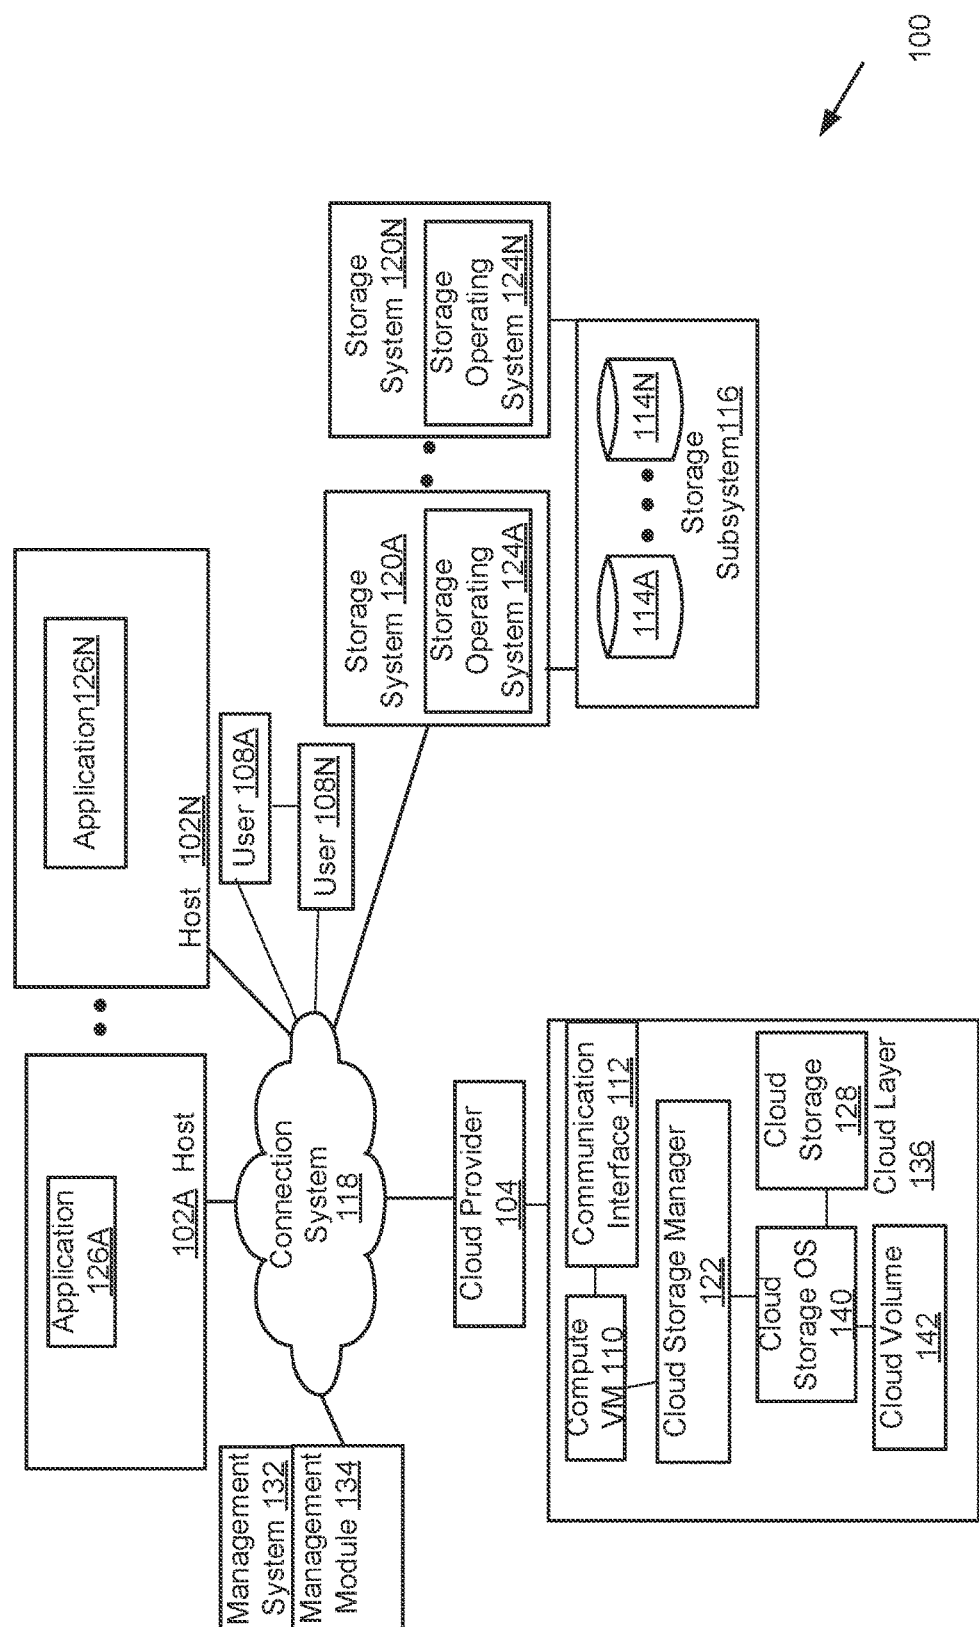 100
Application
126A
102A Host
Application126N
Host 102N
Management
System 132
Management
Module 134
Connection
System
118
User 108A
User 108N
Storage
System 120A
Storage
Operating
System 124A
Storage
System 120N
Storage
Operating
System 124N
114A
114N
Storage
Subsystem116
Cloud Provider
104
Compute
VM 110
Communication
Interface 112
Cloud Storage Manager
122
Cloud
Storage OS
140
Cloud
Storage
128
Cloud Layer
136
Cloud Volume
142